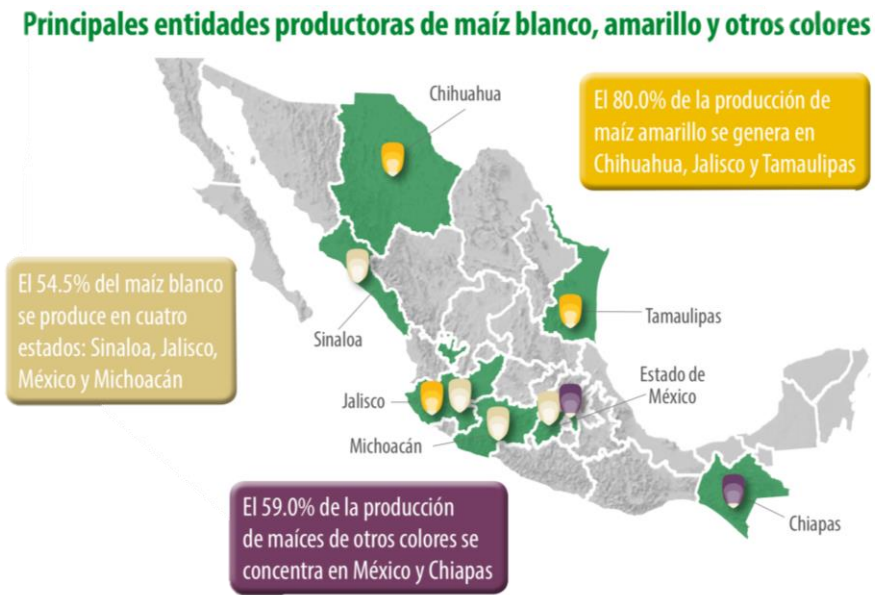 Principales entidades productoras de maíz blanco, amarillo y otros colores
Chihuahua
El 80.0% de la producción de
maíz amarillo se genera en
Chihuahua, Jalisco y Tamaulipas
El 54.5% del maíz blanco
se produce en cuatro
estados: Sinaloa, Jalisco,
México y Michoacán
Sinaloa
Tamaulipas
Jalisco
Estado de
México
Michoacán
El 59.0% de la producción
de maíces de otros colores se
concentra en México y Chiapas
Chiapas